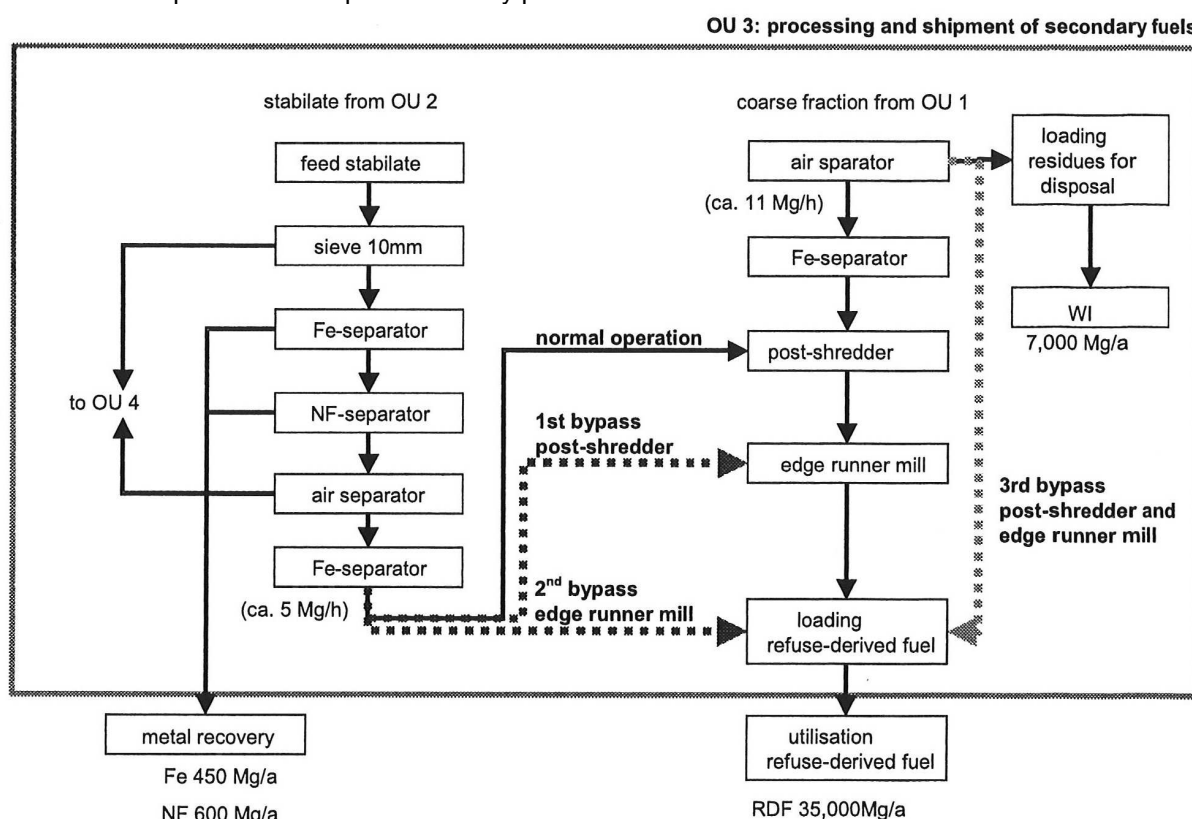 OU 3: processing and shipment of secondary fuels
stabilate from OU 2
feed stabilate
sieve 10mm
Fe-separator
to OU 4
NF-separator
air separator
Fe-separator
(ca. 5 Mg/h)
metal recovery
Fe 450 Mg/a
NF 600 Mg/a
normal operation
1st bypass
post-shredder
2nd bypass
edge runner mill
coarse fraction from OU 1
air sparator
(ca. 11 Mg/h)
Fe-separator
post-shredder
edge runner mill
loading
refuse-derived fuel
utilisation
refuse-derived fuel
RDF 35,000Mg/a
loading
residues for
disposal
WI
7,000 Mg/a
3rd bypass
post-shredder and
edge runner mill